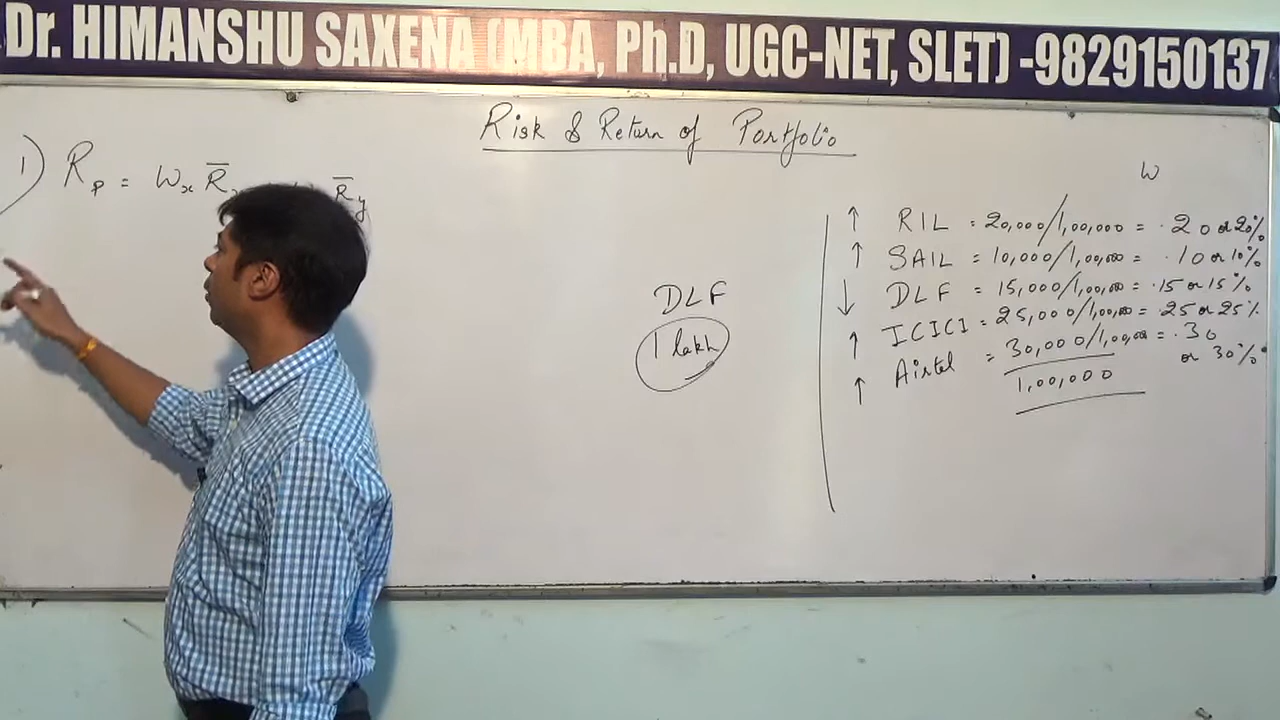 Dr. HIMANSHU SAXENA (MBA, Ph.D, UGC-NET, SLET) -9829150137
Risk & Return of Portfolio
1) Rₚ = Wₓ R̅ R̅y
W
↑ RIL = 20,000/1,00,000 = .20 or 20%
↑ SAIL = 10,000/1,00,000 = .10 or 10%
↓ DLF = 15,000/1,00,000 = .15 or 15%
↑ ICICI = 25,000/1,00,000 = .25 or 25%
↑ Airtel = 30,000/1,00,000 = .30
or 30%
1,00,000
DLF
1 lakh